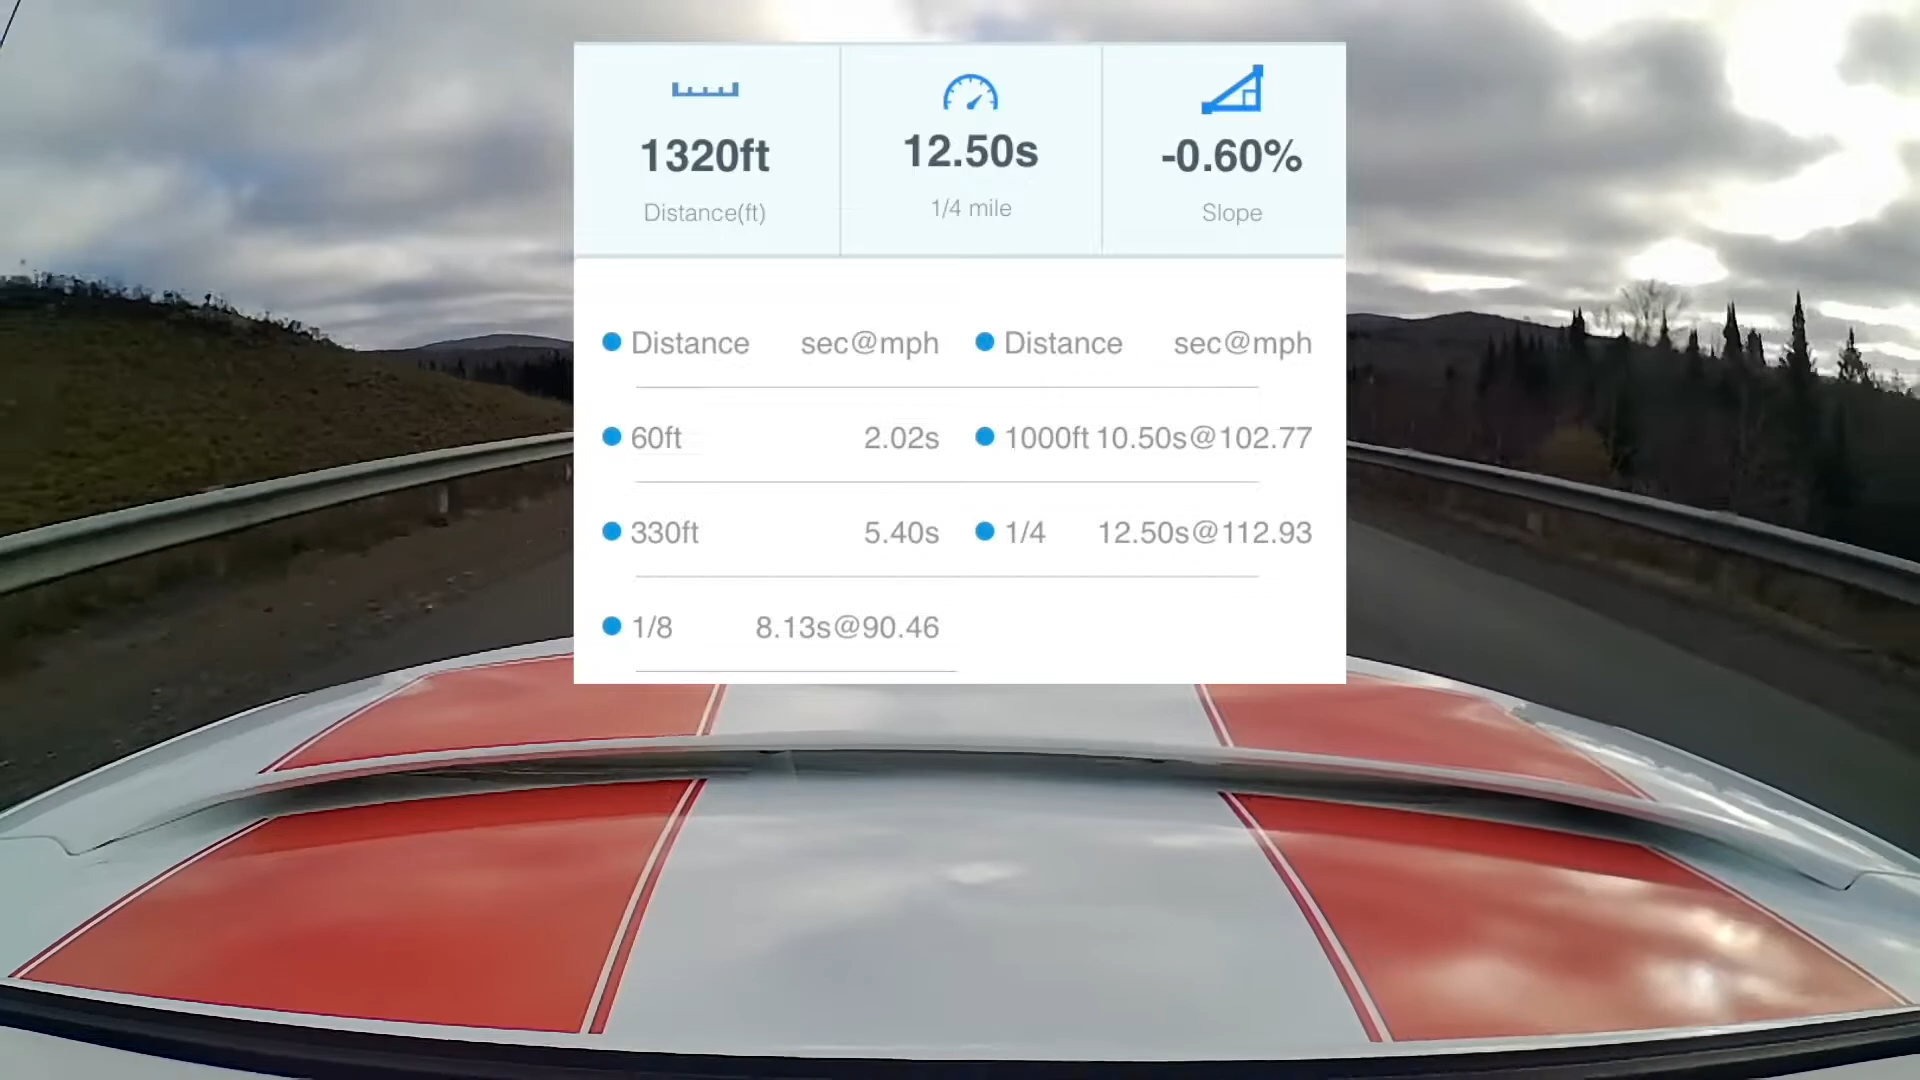 1320ft 12.50s -0.60%
Distance(ft) 1/4 mile Slope
Distance sec@mph Distance sec@mph
60ft 2.02s 1000ft 10.50s@102.77
330ft 5.40s 1/4 12.50s@112.93
1/8 8.13s@90.46